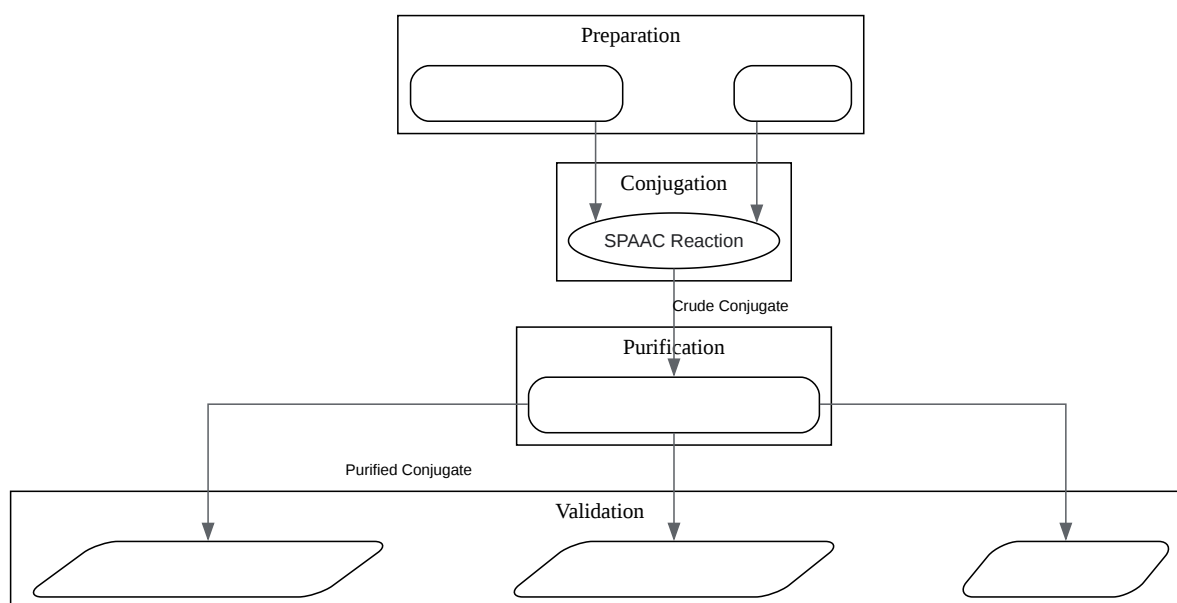 Preparation
Conjugation
SPAAC Reaction
Crude Conjugate
Purification
Purified Conjugate
Validation